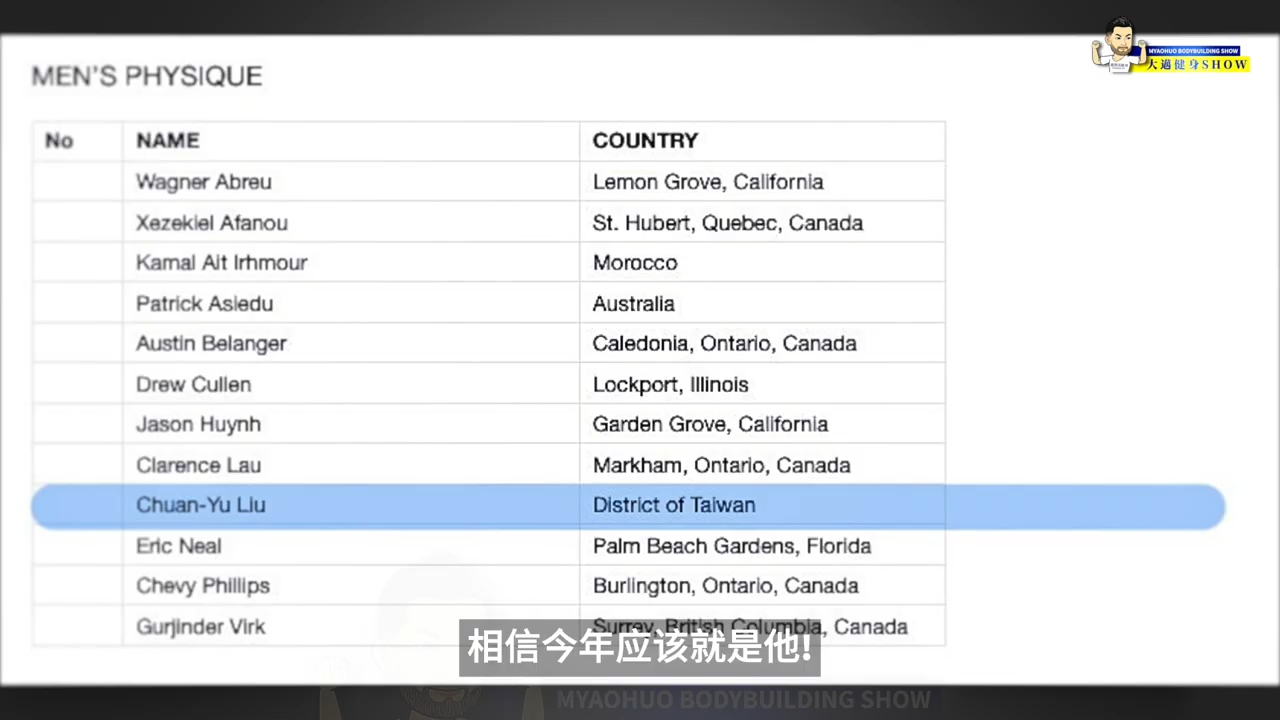 MYAOHUO BODYBUILDING SHOW
大邁健身SHOW
MEN'S PHYSIQUE
No NAME COUNTRY
Wagner Abreu Lemon Grove, California
Xezekiel Afanou St. Hubert, Quebec, Canada
Kamal Ait Irhmour Morocco
Patrick Asiedu Australia
Austin Belanger Caledonia, Ontario, Canada
Drew Cullen Lockport, Illinois
Jason Huynh Garden Grove, California
Clarence Lau Markham, Ontario, Canada
Chuan-Yu Liu District of Taiwan
Eric Neal Palm Beach Gardens, Florida
Chevy Phillips Burlington, Ontario, Canada
Gurjinder Virk Surrey, British Columbia, Canada
相信今年应该就是他!
MYAOHUO BODYBUILDING SHOW